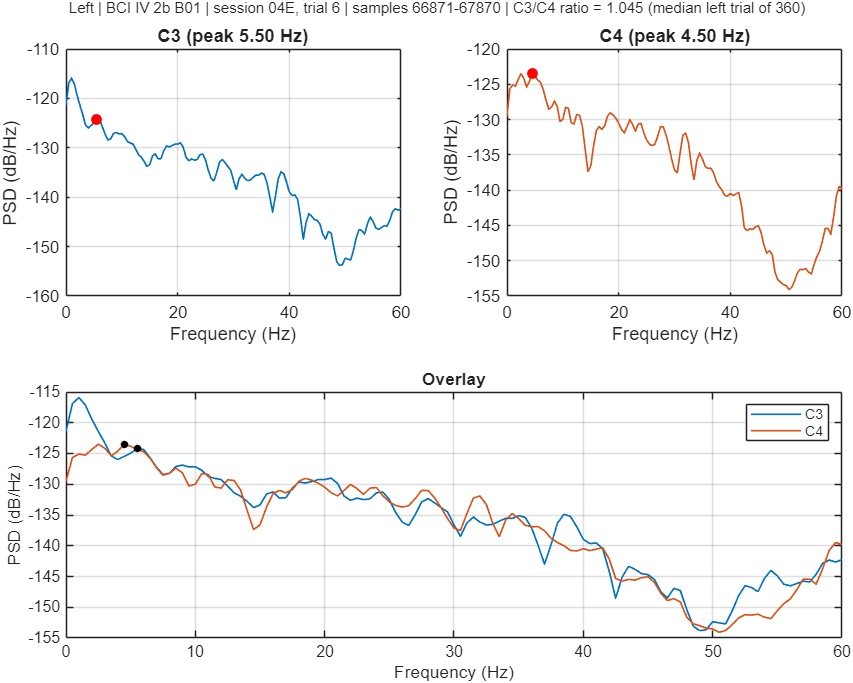 Left | BCI IV 2b B01 | session 04E, trial 6 | samples 66871-67870 | C3/C4 ratio = 1.045 (median left trial of 360)
C3 (peak 5.50 Hz)
-110
-120
-130
-140
-150
-160
PSD (dB/Hz)
0 20 40 60
Frequency (Hz)
C4 (peak 4.50 Hz)
-120
-125
-130
-135
-140
-145
-150
-155
PSD (dB/Hz)
0 20 40 60
Frequency (Hz)
Overlay
-115
-120
-125
-130
-135
-140
-145
-150
-155
PSD (dB/Hz)
C3
C4
0 10 20 30 40 50 60
Frequency (Hz)